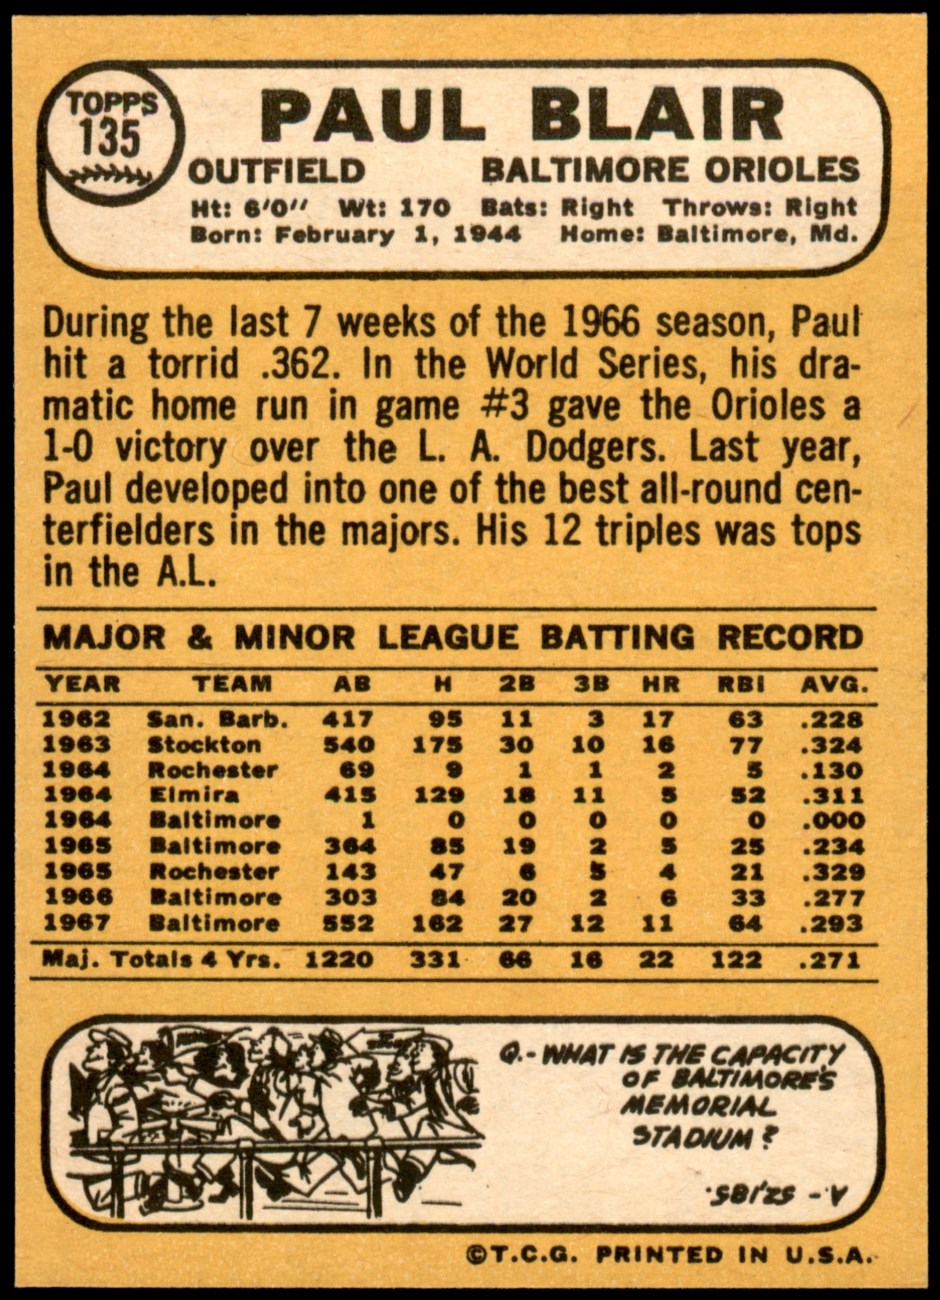 TOPPS
135
PAUL BLAIR
OUTFIELD BALTIMORE ORIOLES
Ht: 6'0" Wt: 170 Bats: Right Throws: Right
Born: February 1, 1944 Home: Baltimore, Md.
During the last 7 weeks of the 1966 season, Paul
hit a torrid .362. In the World Series, his dra-
matic home run in game #3 gave the Orioles a
1-0 victory over the L. A. Dodgers. Last year,
Paul developed into one of the best all-round cen-
terfielders in the majors. His 12 triples was tops
in the A.L.
MAJOR & MINOR LEAGUE BATTING RECORD
YEAR TEAM AB H 2B 3B HR RBI AVG.
1962 San. Barb. 417 95 11 3 17 63 .228
1963 Stockton 540 175 30 10 16 77 .324
1964 Rochester 69 9 1 1 2 5 .130
1964 Elmira 415 129 18 11 5 52 .311
1964 Baltimore 1 0 0 0 0 0 .000
1965 Baltimore 364 85 19 2 5 25 .234
1965 Rochester 143 47 6 5 4 21 .329
1966 Baltimore 303 84 20 2 6 33 .277
1967 Baltimore 552 162 27 12 11 64 .293
Maj. Totals 4 Yrs. 1220 331 66 16 22 122 .271
Q.- WHAT IS THE CAPACITY
OF BALTIMORE'S
MEMORIAL
STADIUM?
A.- 52,185.
©T.C.G. PRINTED IN U.S.A.